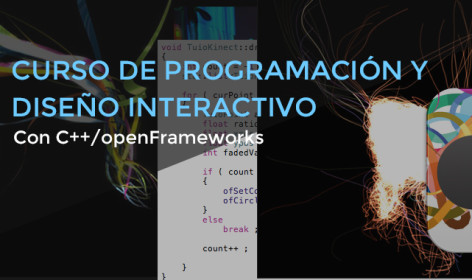 void TuioKinect::dr
{
CURSO DE PROGRAMACIÓN Y
for ( curPoint
DISEÑO INTERACTIVO
float ratio
Con C++/openFrameworks
int fadedVa
if ( count
{
ofSetCo
ofCircl
}
else
break ;
count++ ;
}
}